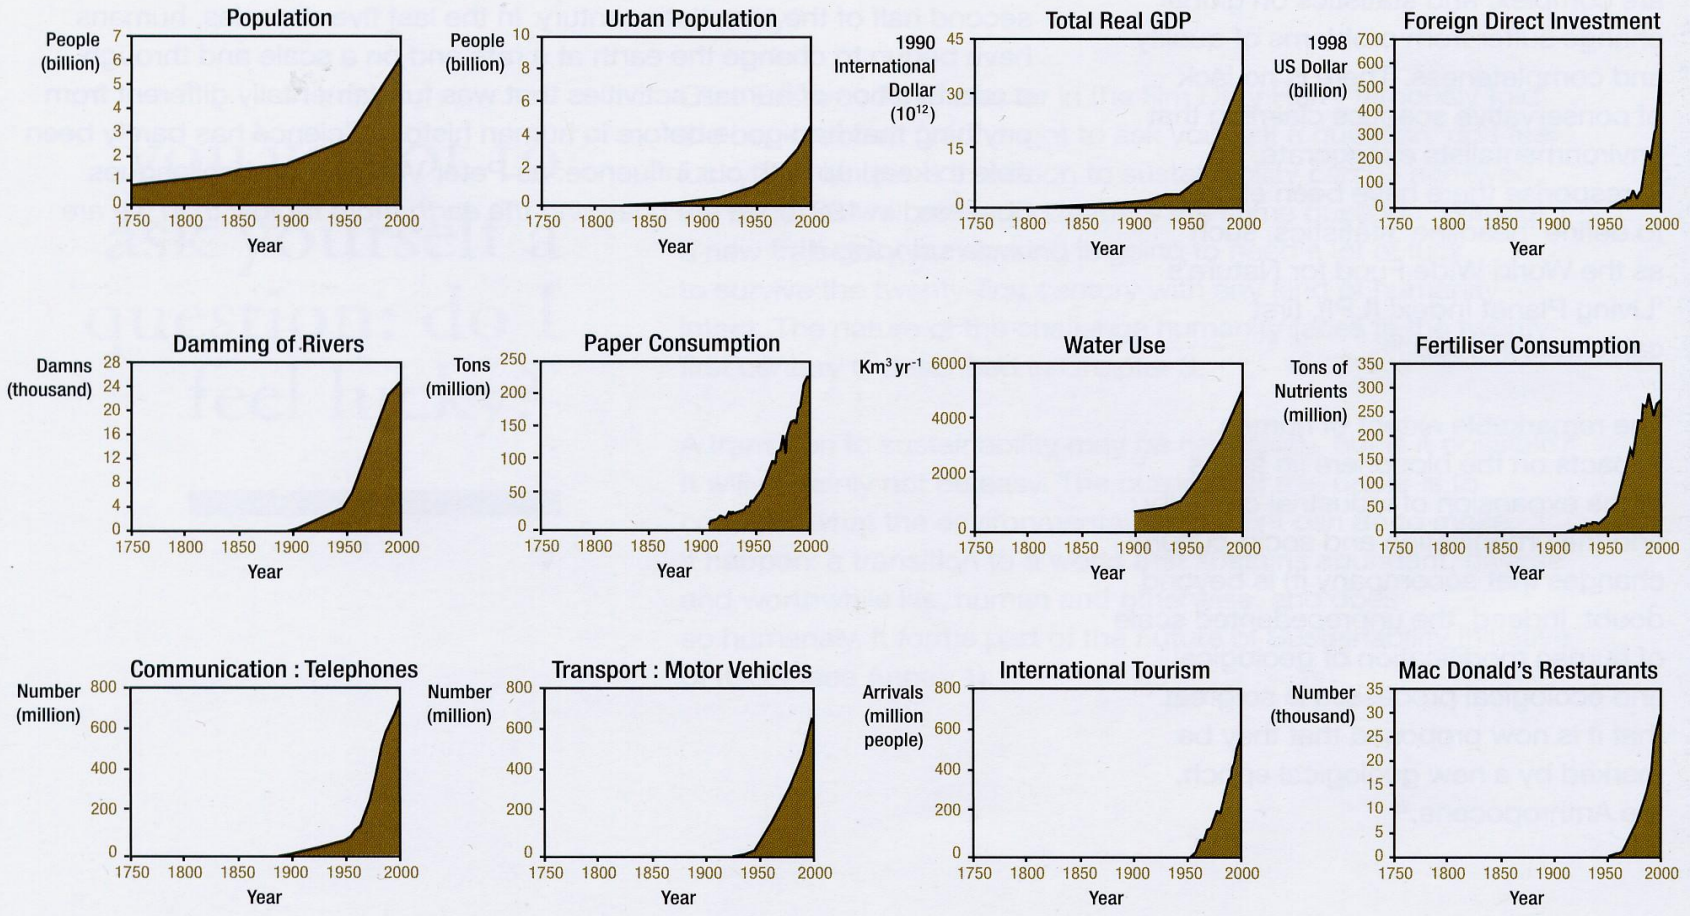 Population
People
(billion)
7
6
5
4
3
2
1
0
1750 1800 1850 1900 1950 2000
Year
Urban Population
People
(billion)
10
8
6
4
2
0
1750 1800 1850 1900 1950 2000
Year
Total Real GDP
1990
International
Dollar
(10¹²)
45
30
15
0
1750 1800 1850 1900 1950 2000
Year
Foreign Direct Investment
1998
US Dollar
(billion)
700
600
500
400
300
200
100
0
1750 1800 1850 1900 1950 2000
Year
Damming of Rivers
Damns
(thousand)
28
24
20
16
12
8
4
0
1750 1800 1850 1900 1950 2000
Year
Paper Consumption
Tons
(million)
250
200
150
100
50
0
1750 1800 1850 1900 1950 2000
Year
Water Use
Km³ yr⁻¹
6000
4000
2000
0
1750 1800 1850 1900 1950 2000
Year
Fertiliser Consumption
Tons of
Nutrients
(million)
350
300
250
200
150
100
50
0
1750 1800 1850 1900 1950 2000
Year
Communication : Telephones
Number
(million)
800
600
400
200
0
1750 1800 1850 1900 1950 2000
Year
Transport : Motor Vehicles
Number
(million)
800
600
400
200
0
1750 1800 1850 1900 1950 2000
Year
International Tourism
Arrivals
(million
people)
800
600
400
200
0
1750 1800 1850 1900 1950 2000
Year
Mac Donald's Restaurants
Number
(thousand)
35
30
25
20
15
10
5
0
1750 1800 1850 1900 1950 2000
Year